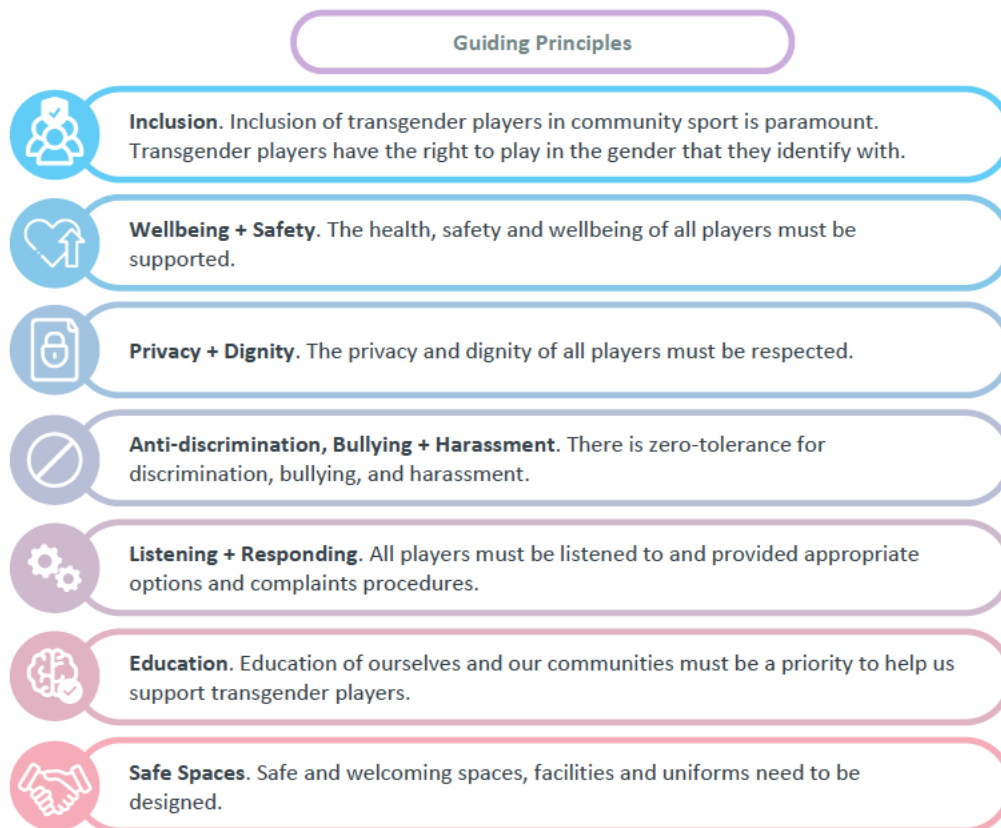 Guiding Principles
Inclusion. Inclusion of transgender players in community sport is paramount.
Transgender players have the right to play in the gender that they identify with.
Wellbeing + Safety. The health, safety and wellbeing of all players must be
supported.
Privacy + Dignity. The privacy and dignity of all players must be respected.
Anti-discrimination, Bullying + Harassment. There is zero-tolerance for
discrimination, bullying, and harassment.
Listening + Responding. All players must be listened to and provided appropriate
options and complaints procedures.
Education. Education of ourselves and our communities must be a priority to help us
support transgender players.
Safe Spaces. Safe and welcoming spaces, facilities and uniforms need to be
designed.